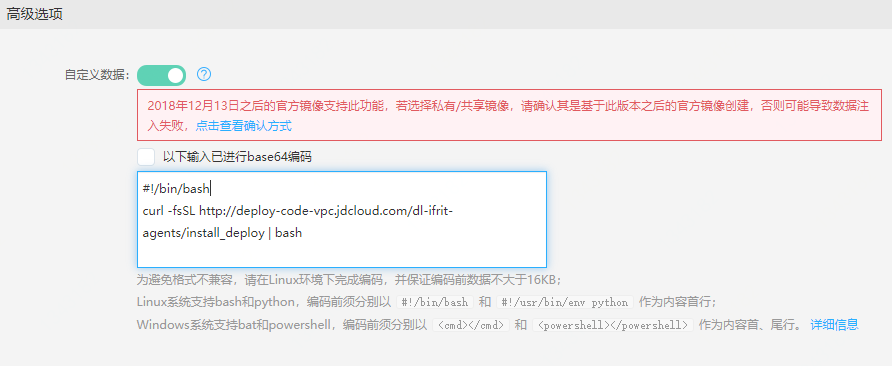 高级选项
自定义数据: ?
2018年12月13日之后的官方镜像支持此功能，若选择私有/共享镜像，请确认其是基于此版本之后的官方镜像创建，否则可能导致数据注
入失败，点击查看确认方式
以下输入已进行base64编码
#!/bin/bash
curl -fsSL http://deploy-code-vpc.jdcloud.com/dl-ifrit-
agents/install_deploy | bash
为避免格式不兼容，请在Linux环境下完成编码，并保证编码前数据不大于16KB；
Linux系统支持bash和python，编码前须分别以 #!/bin/bash 和 #!/usr/bin/env python 作为内容首行；
Windows系统支持bat和powershell，编码前须分别以 <cmd></cmd> 和 <powershell></powershell> 作为内容首、尾行。 详细信息